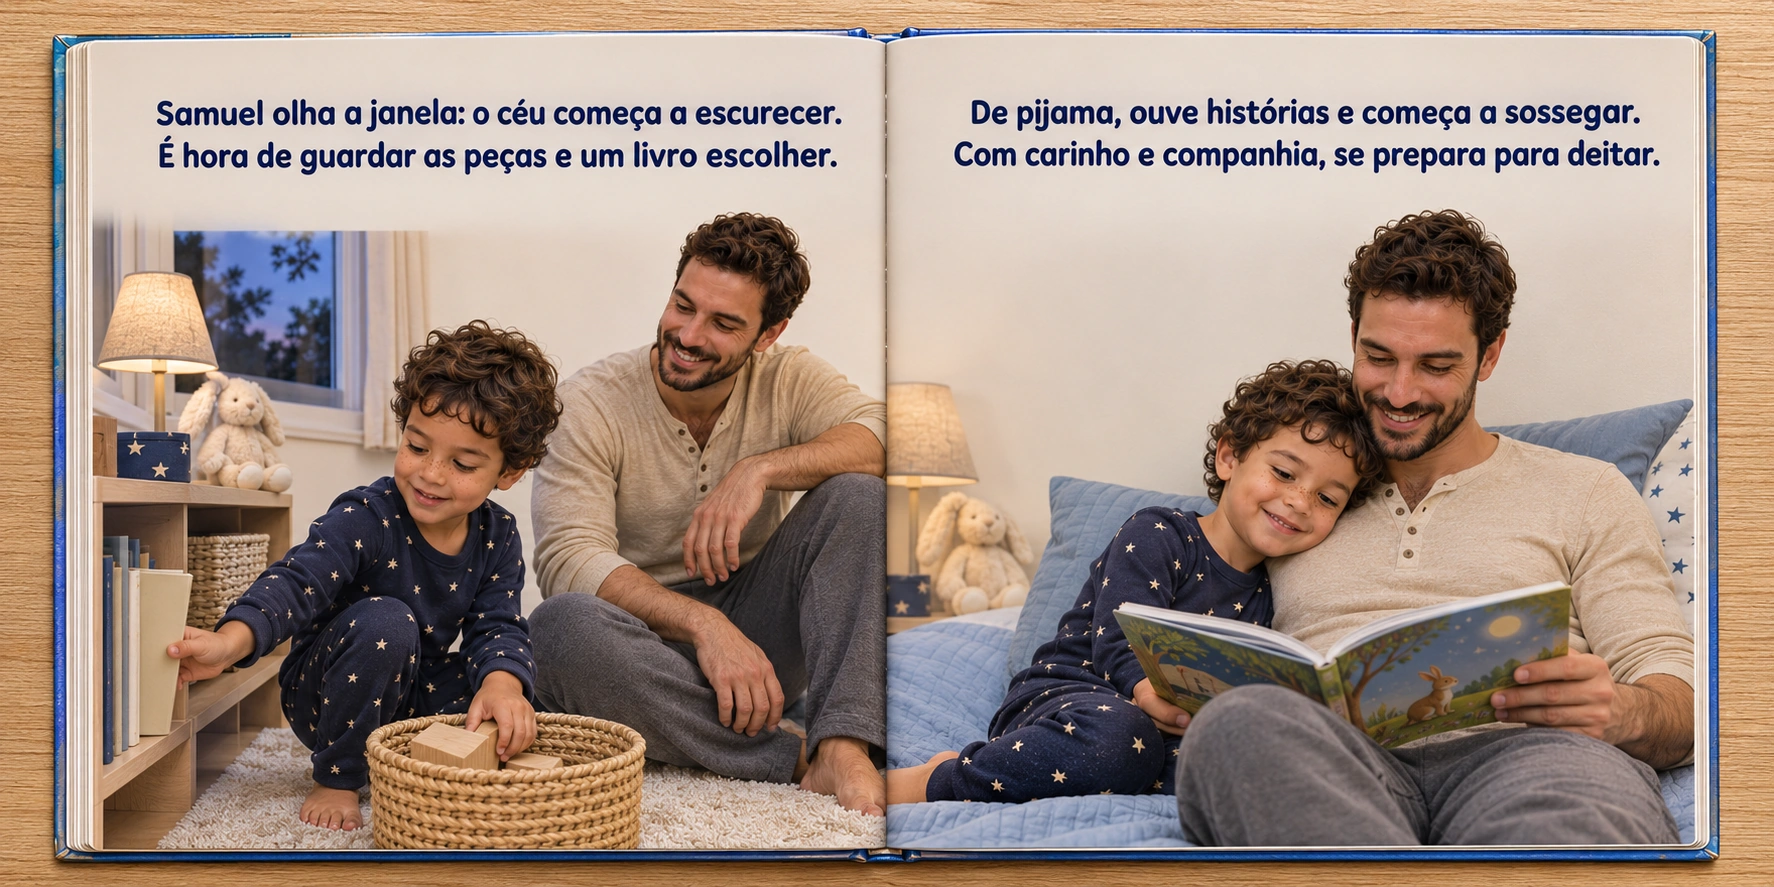 Samuel olha a janela: o céu começa a escurecer.
É hora de guardar as peças e um livro escolher.
De pijama, ouve histórias e começa a sossegar.
Com carinho e companhia, se prepara para deitar.